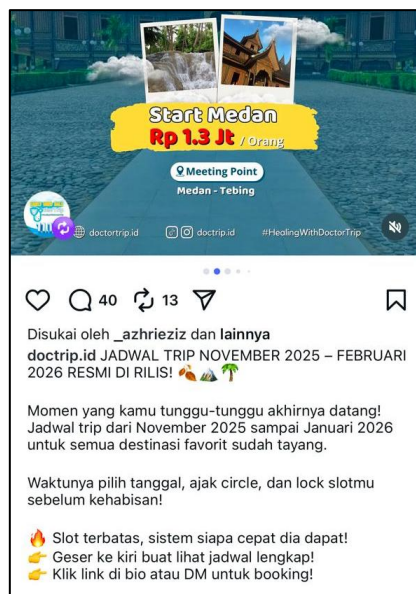 Start Medan
Rp 1.3 Jt / Orang
Meeting Point
Medan - Tebing
doctortrip.id doctrip.id #HealingWithDoctorTrip
40 13
Disukai oleh _azhrieziz dan lainnya
doctrip.id JADWAL TRIP NOVEMBER 2025 – FEBRUARI
2026 RESMI DI RILIS! 🍂⛰️🌴
Momen yang kamu tunggu-tunggu akhirnya datang!
Jadwal trip dari November 2025 sampai Januari 2026
untuk semua destinasi favorit sudah tayang.
Waktunya pilih tanggal, ajak circle, dan lock slotmu
sebelum kehabisan!
🔥 Slot terbatas, sistem siapa cepat dia dapat!
👉 Geser ke kiri buat lihat jadwal lengkap!
👉 Klik link di bio atau DM untuk booking!